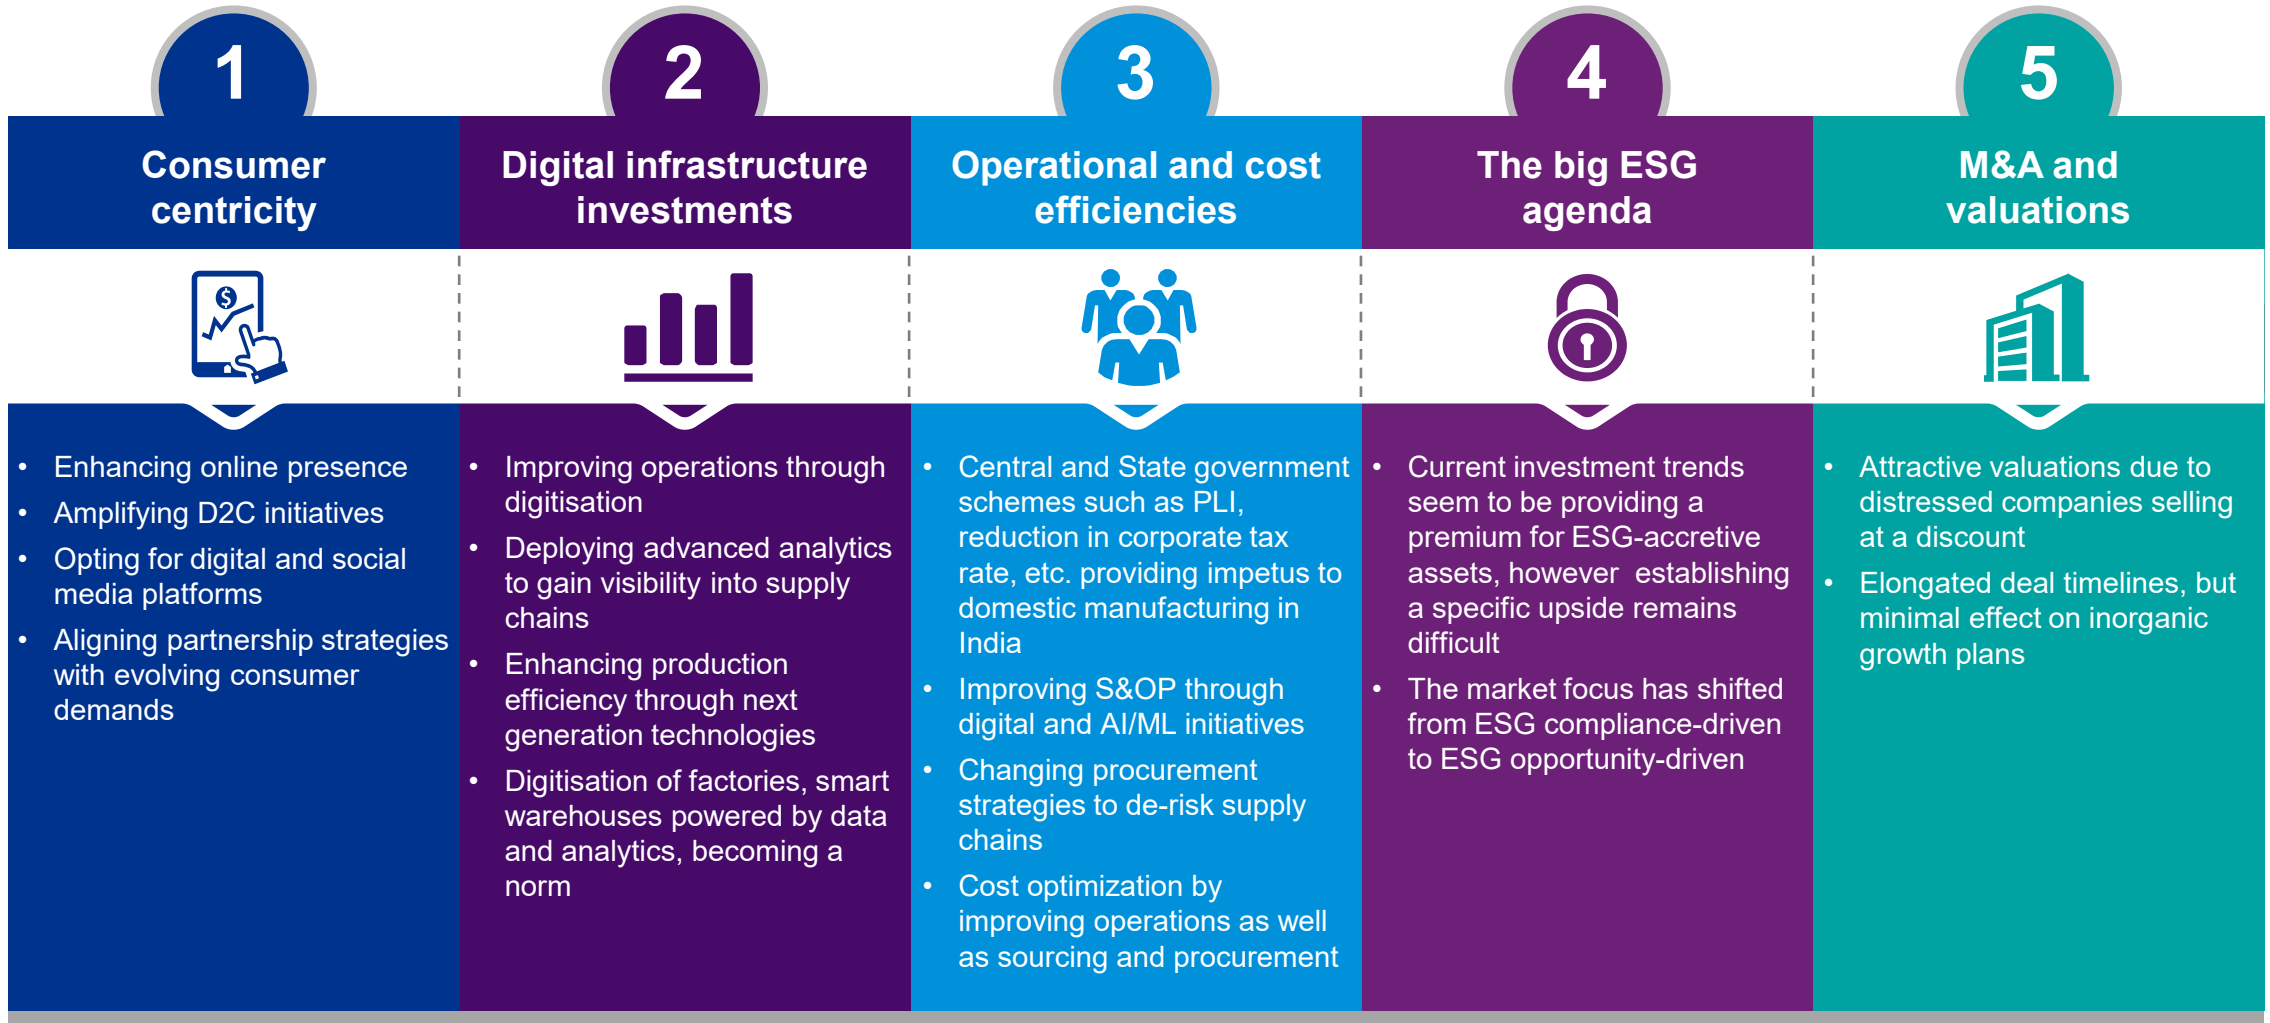 1
Consumer
centricity
• Enhancing online presence
• Amplifying D2C initiatives
• Opting for digital and social
media platforms
• Aligning partnership strategies
with evolving consumer
demands
2
Digital infrastructure
investments
• Improving operations through
digitisation
• Deploying advanced analytics
to gain visibility into supply
chains
• Enhancing production
efficiency through next
generation technologies
• Digitisation of factories, smart
warehouses powered by data
and analytics, becoming a
norm
3
Operational and cost
efficiencies
• Central and State government
schemes such as PLI,
reduction in corporate tax
rate, etc. providing impetus to
domestic manufacturing in
India
• Improving S&OP through
digital and AI/ML initiatives
• Changing procurement
strategies to de-risk supply
chains
• Cost optimization by
improving operations as well
as sourcing and procurement
4
The big ESG
agenda
• Current investment trends
seem to be providing a
premium for ESG-accretive
assets, however  establishing
a specific upside remains
difficult
• The market focus has shifted
from ESG compliance-driven
to ESG opportunity-driven
5
M&A and
valuations
• Attractive valuations due to
distressed companies selling
at a discount
• Elongated deal timelines, but
minimal effect on inorganic
growth plans
$